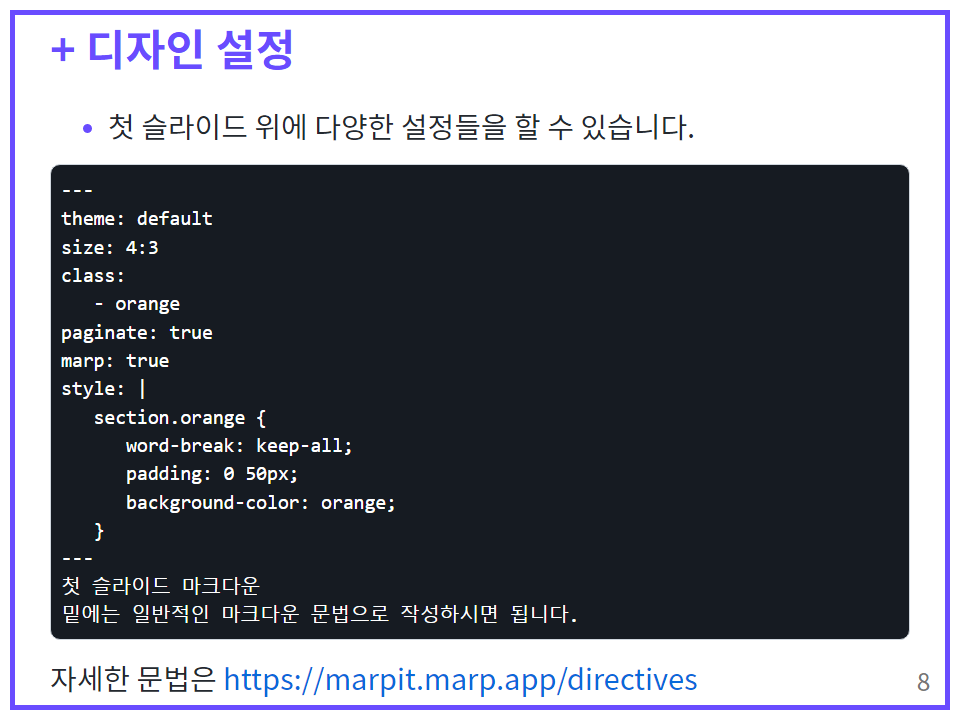 + 디자인 설정
• 첫 슬라이드 위에 다양한 설정들을 할 수 있습니다.
---
theme: default
size: 4:3
class:
   - orange
paginate: true
marp: true
style: |
   section.orange {
      word-break: keep-all;
      padding: 0 50px;
      background-color: orange;
   }
---
첫 슬라이드 마크다운
밑에는 일반적인 마크다운 문법으로 작성하시면 됩니다.
자세한 문법은 https://marpit.marp.app/directives
8